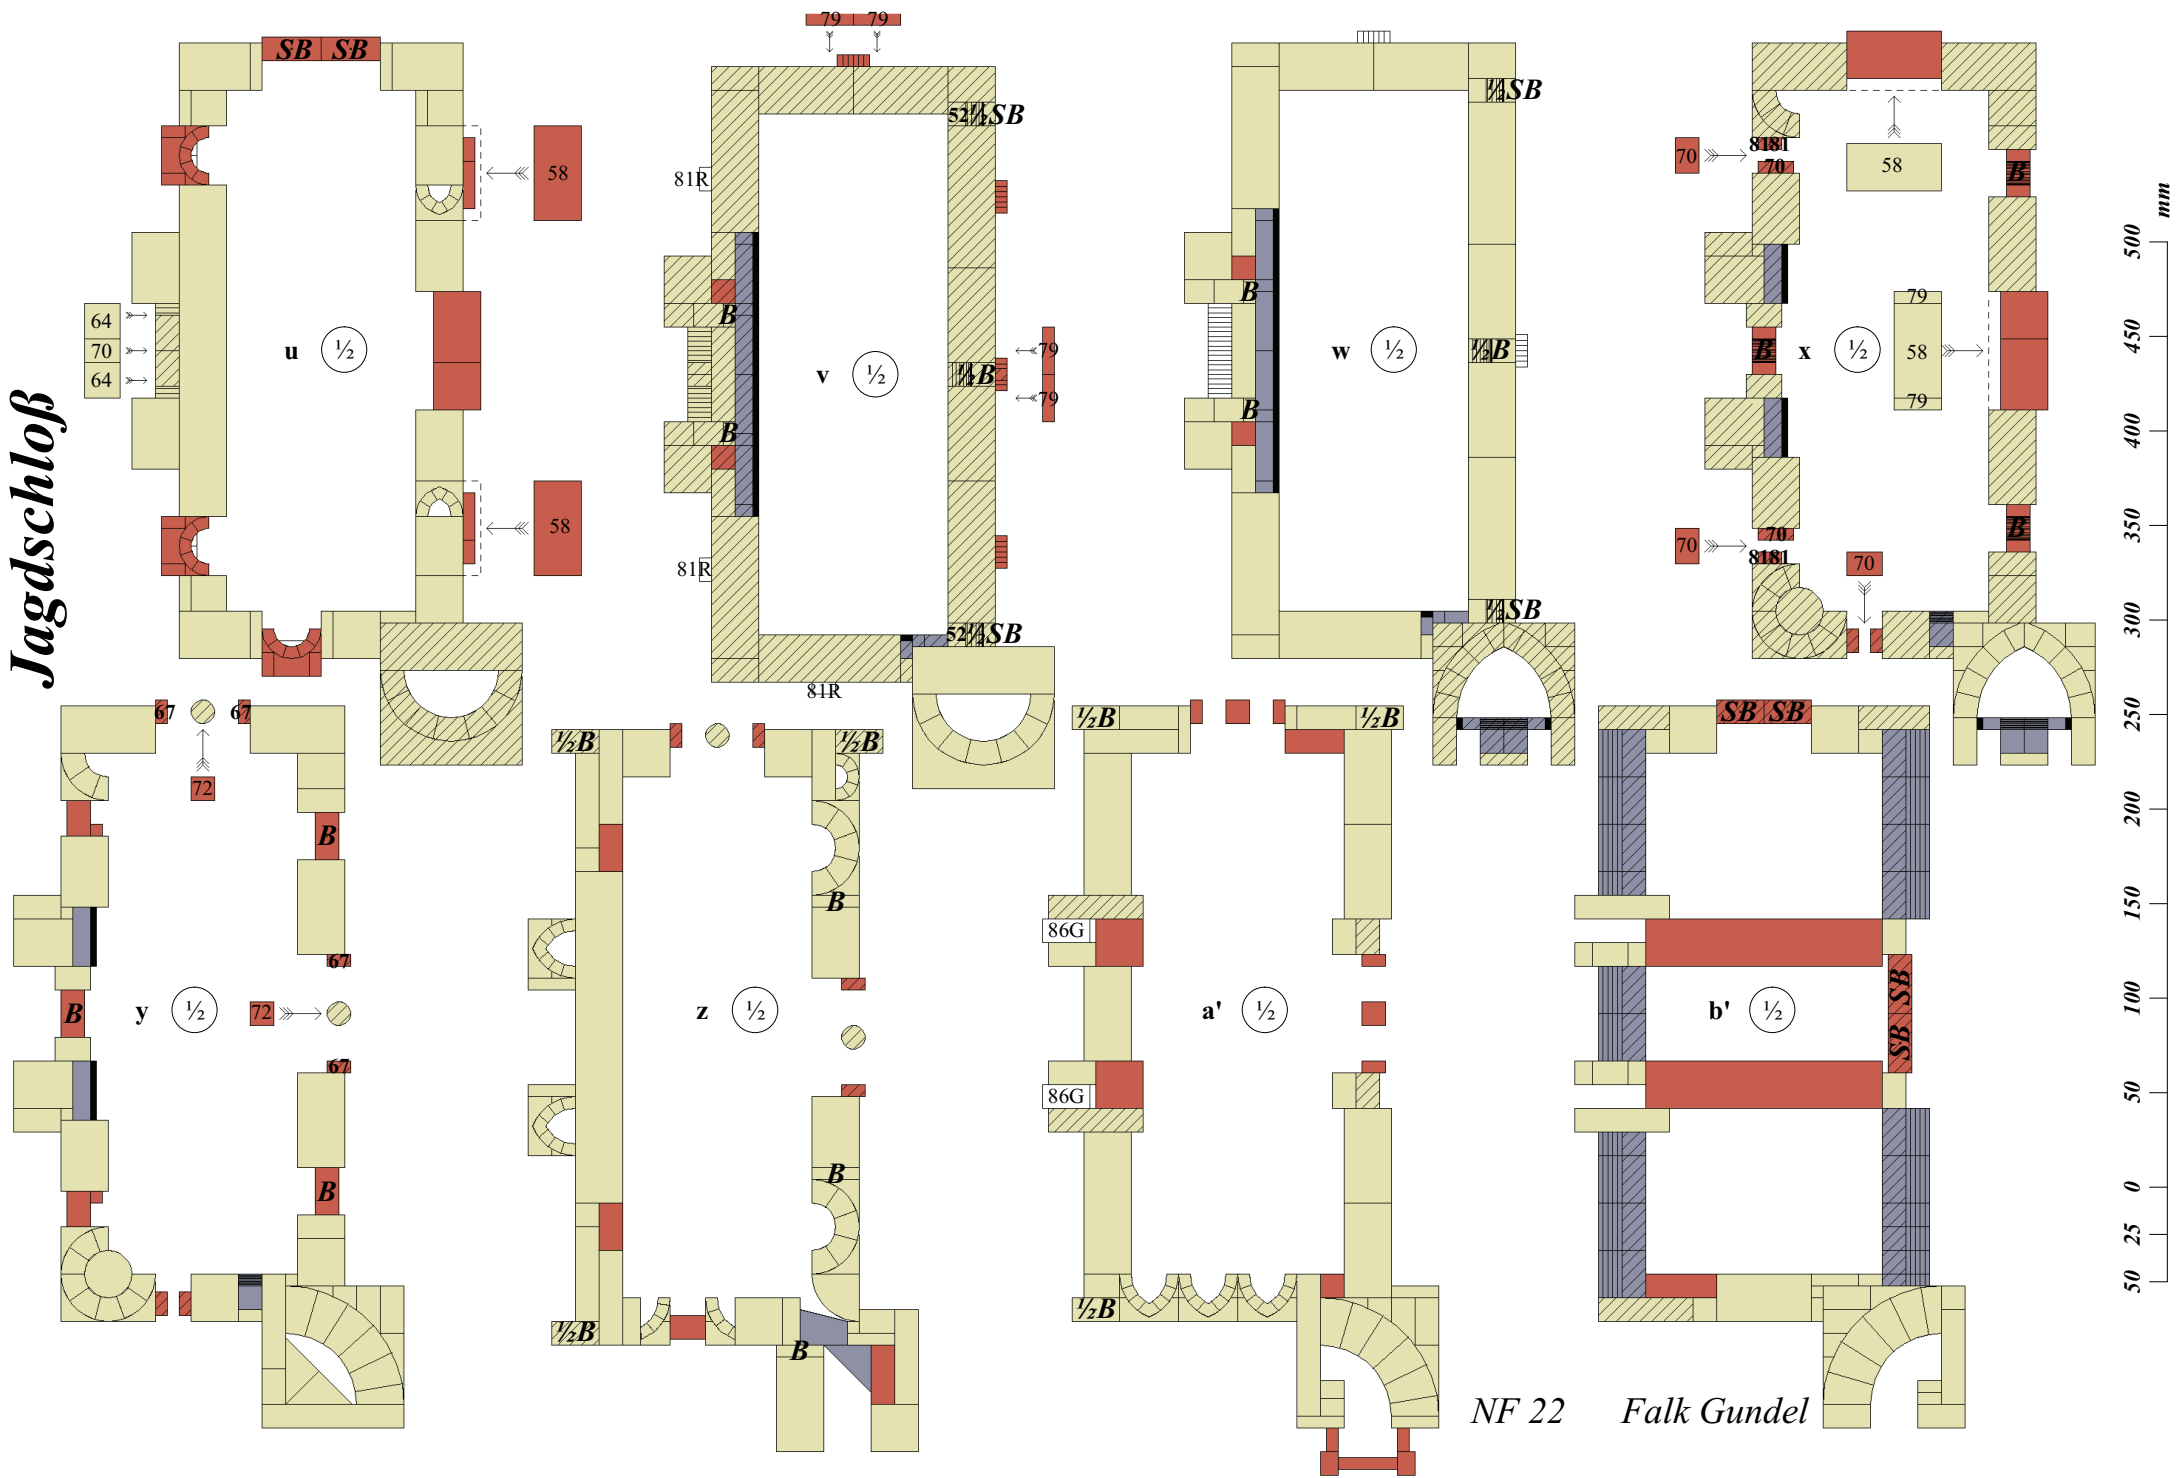 Jagdschloß
SB SB
58
64
70
64
u ½
58
79 79
52½SB
81R
B
v ½
½B
79
79
B
81R
52½SB
81R
½SB
B
w ½
½B
B
½SB
58
70
8181
70
B
79
58
79
B
x ½
B
70
70
8181
70
mm
500
450
400
350
300
250
200
150
100
50
0
25
50
67 67
72
B
67
y ½
72
B
67
B
½B
½B
B
z ½
B
½B
B
½B
½B
86G
a' ½
86G
½B
SB SB
SB
b' ½
SB
NF 22 Falk Gundel